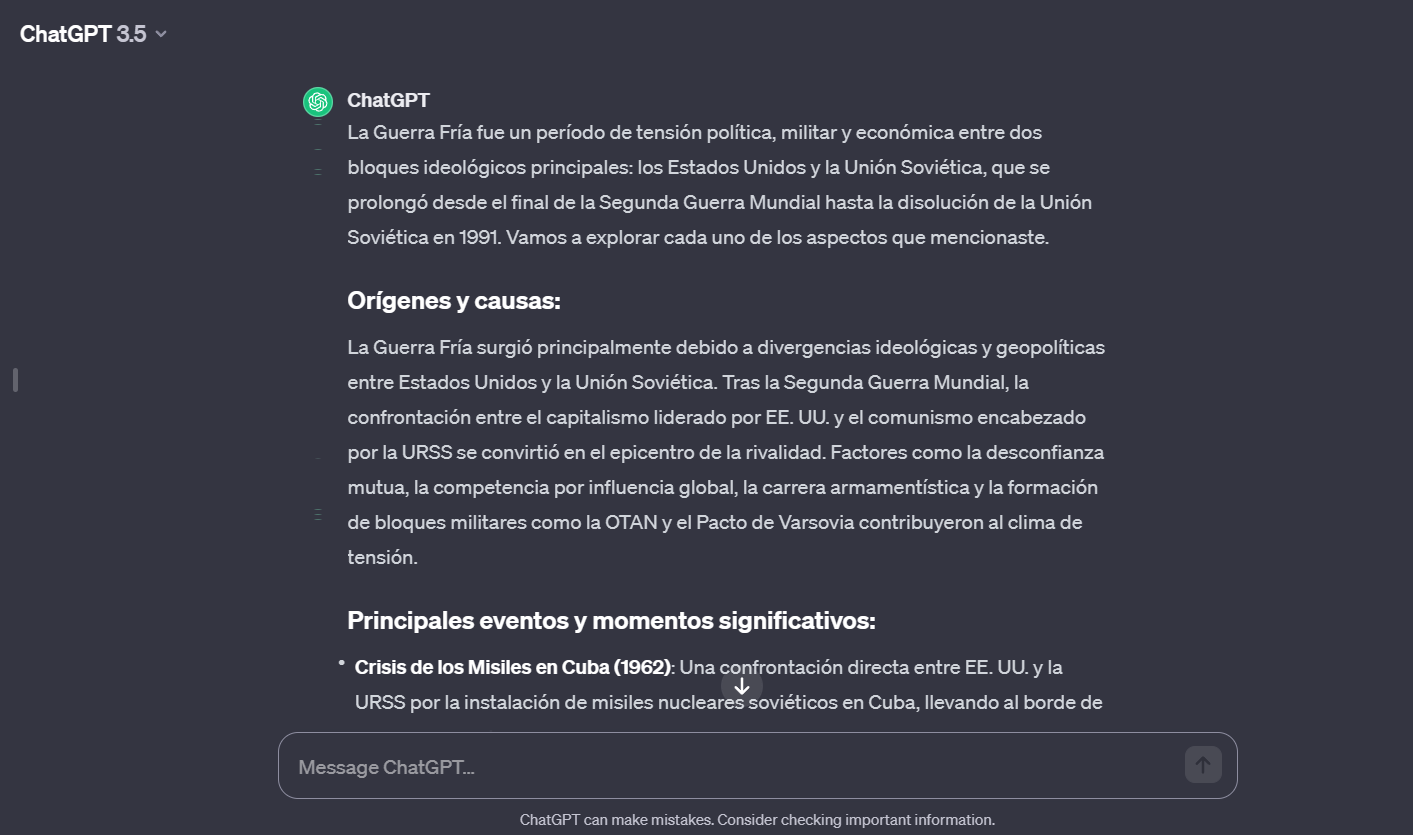 ChatGPT 3.5
ChatGPT
La Guerra Fría fue un período de tensión política, militar y económica entre dos
bloques ideológicos principales: los Estados Unidos y la Unión Soviética, que se
prolongó desde el final de la Segunda Guerra Mundial hasta la disolución de la Unión
Soviética en 1991. Vamos a explorar cada uno de los aspectos que mencionaste.
Orígenes y causas:
La Guerra Fría surgió principalmente debido a divergencias ideológicas y geopolíticas
entre Estados Unidos y la Unión Soviética. Tras la Segunda Guerra Mundial, la
confrontación entre el capitalismo liderado por EE. UU. y el comunismo encabezado
por la URSS se convirtió en el epicentro de la rivalidad. Factores como la desconfianza
mutua, la competencia por influencia global, la carrera armamentística y la formación
de bloques militares como la OTAN y el Pacto de Varsovia contribuyeron al clima de
tensión.
Principales eventos y momentos significativos:
• Crisis de los Misiles en Cuba (1962): Una confrontación directa entre EE. UU. y la
URSS por la instalación de misiles nucleares soviéticos en Cuba, llevando al borde de
Message ChatGPT...
ChatGPT can make mistakes. Consider checking important information.